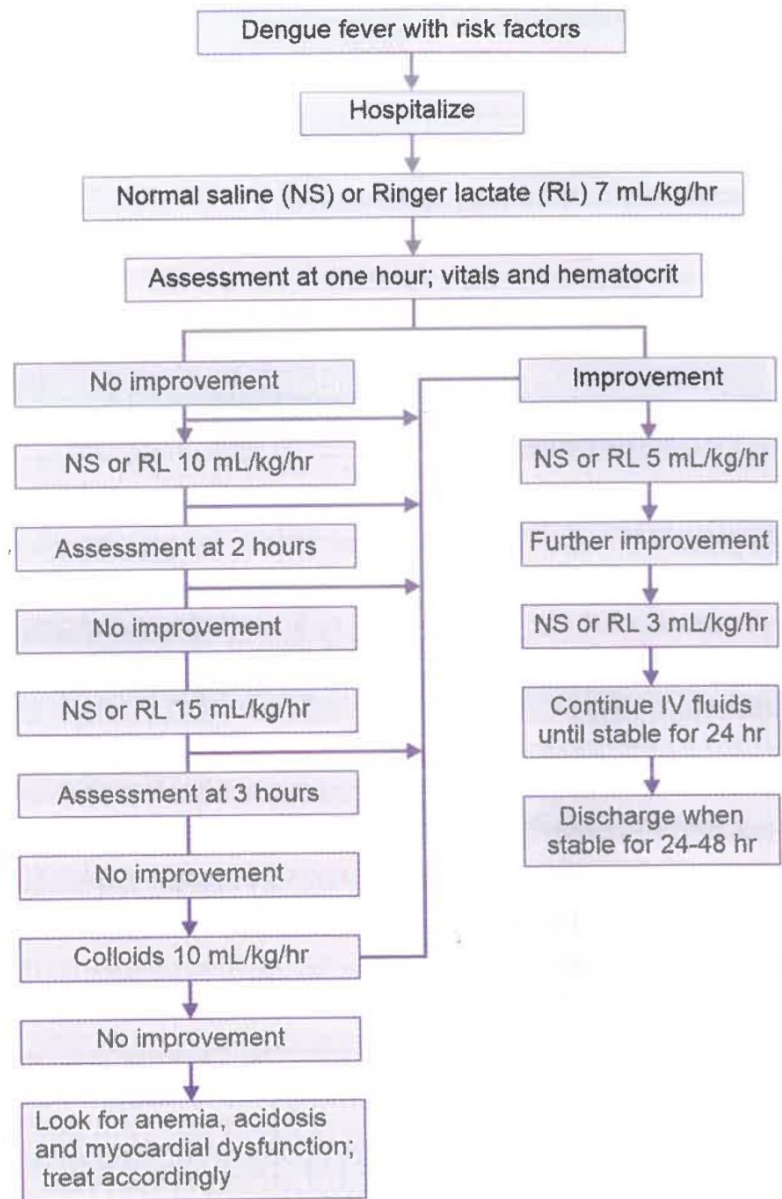 Dengue fever with risk factors
Hospitalize
Normal saline (NS) or Ringer lactate (RL) 7 mL/kg/hr
Assessment at one hour; vitals and hematocrit
No improvement
NS or RL 10 mL/kg/hr
Assessment at 2 hours
No improvement
NS or RL 15 mL/kg/hr
Assessment at 3 hours
No improvement
Colloids 10 mL/kg/hr
No improvement
Look for anemia, acidosis
and myocardial dysfunction;
treat accordingly
Improvement
NS or RL 5 mL/kg/hr
Further improvement
NS or RL 3 mL/kg/hr
Continue IV fluids
until stable for 24 hr
Discharge when
stable for 24-48 hr